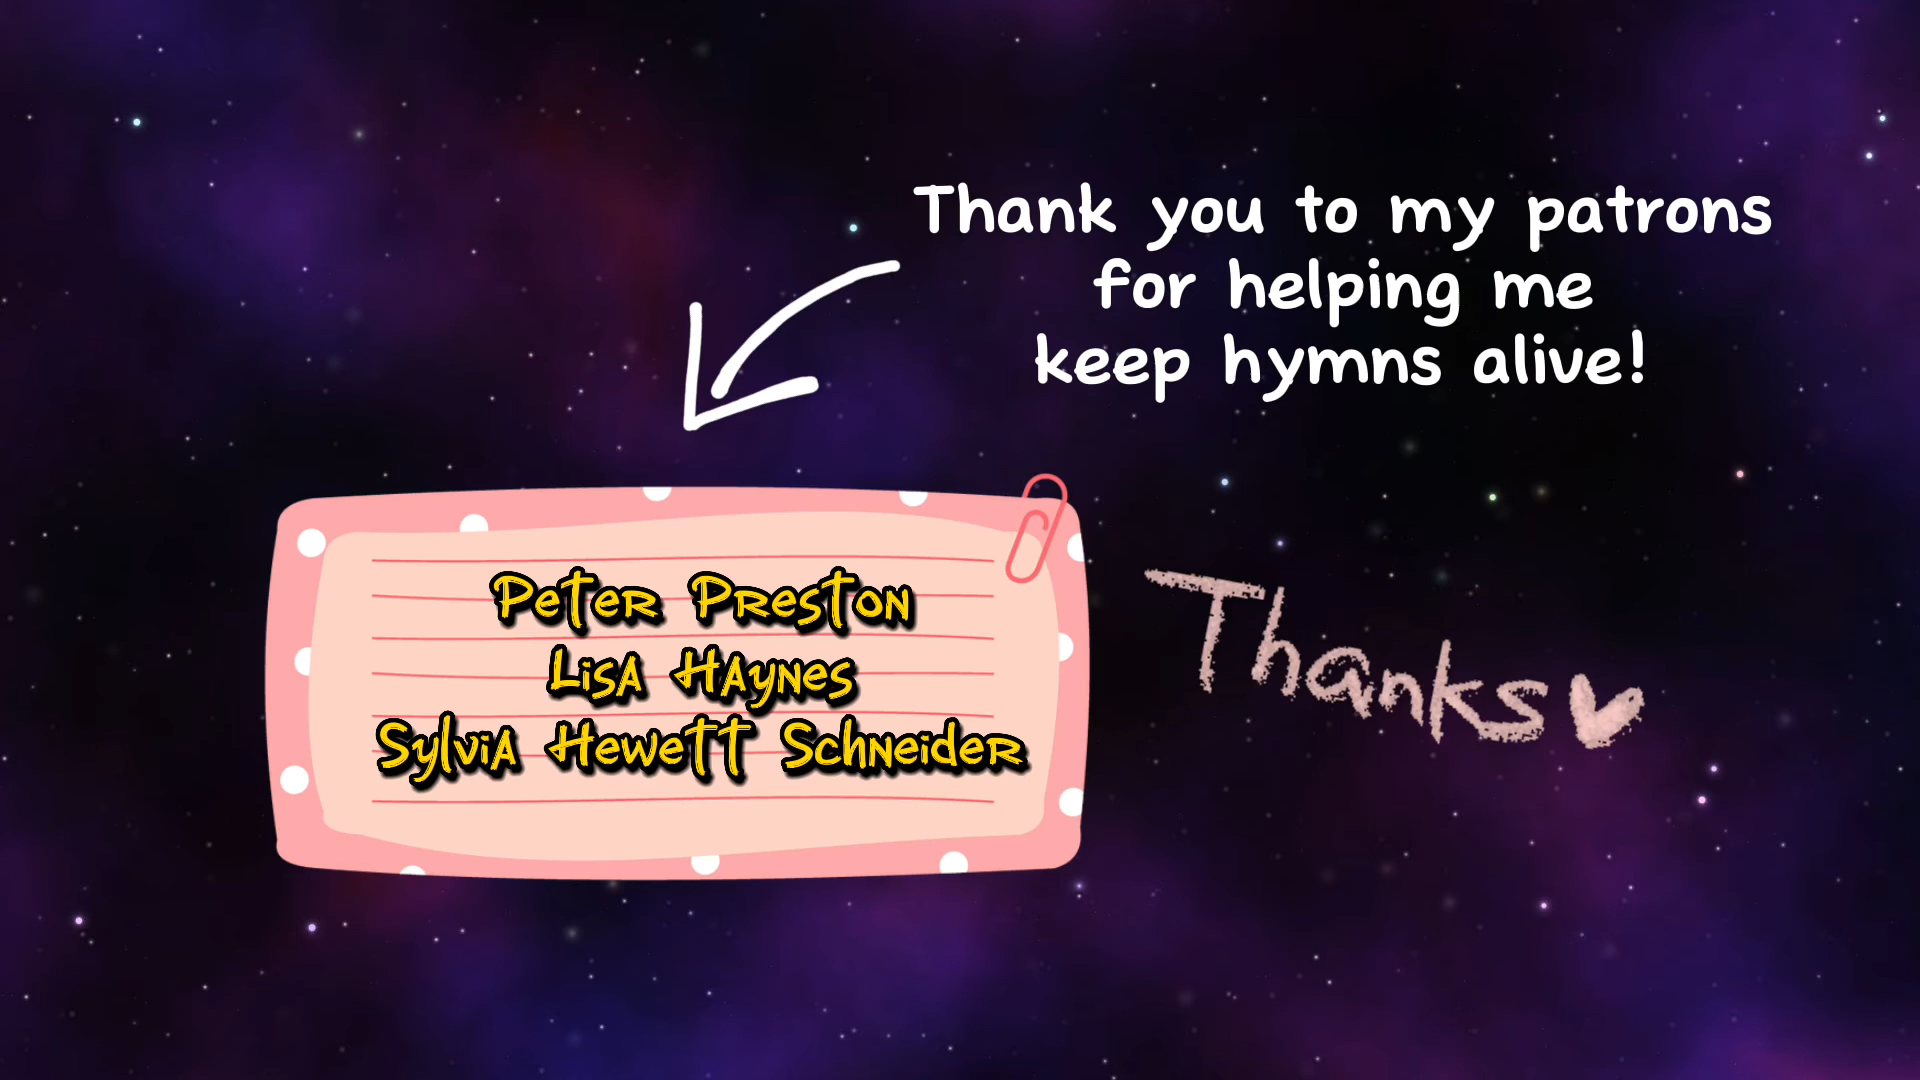 Thank you to my patrons
for helping me
keep hymns alive!
Peter Preston
Lisa Haynes
Sylvia Hewett Schneider
Thanks